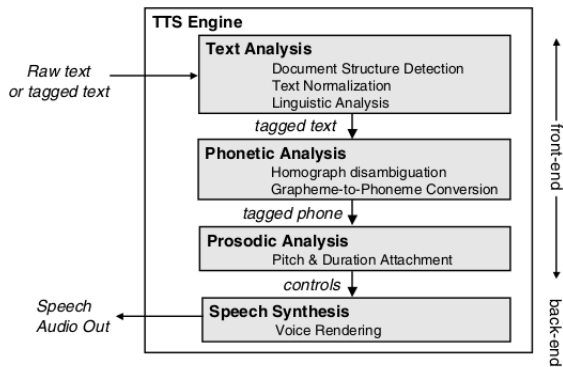 TTS Engine
Text Analysis
Document Structure Detection
Text Normalization
Linguistic Analysis
Raw text
or tagged text
tagged text
Phonetic Analysis
Homograph disambiguation
Grapheme-to-Phoneme Conversion
tagged phone
Prosodic Analysis
Pitch & Duration Attachment
controls
Speech Synthesis
Voice Rendering
Speech
Audio Out
front-end
back-end